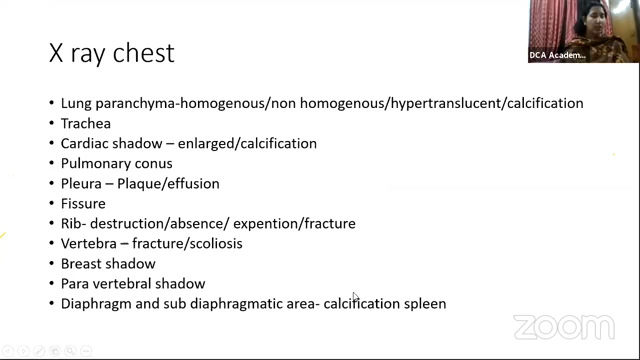 X ray chest
DCA Academ...
• Lung paranchyma-homogenous/non homogenous/hypertranslucent/calcification
• Trachea
• Cardiac shadow – enlarged/calcification
• Pulmonary conus
• Pleura – Plaque/effusion
• Fissure
• Rib- destruction/absence/ expention/fracture
• Vertebra – fracture/scoliosis
• Breast shadow
• Para vertebral shadow
• Diaphragm and sub diaphragmatic area- calcification spleen
zoom